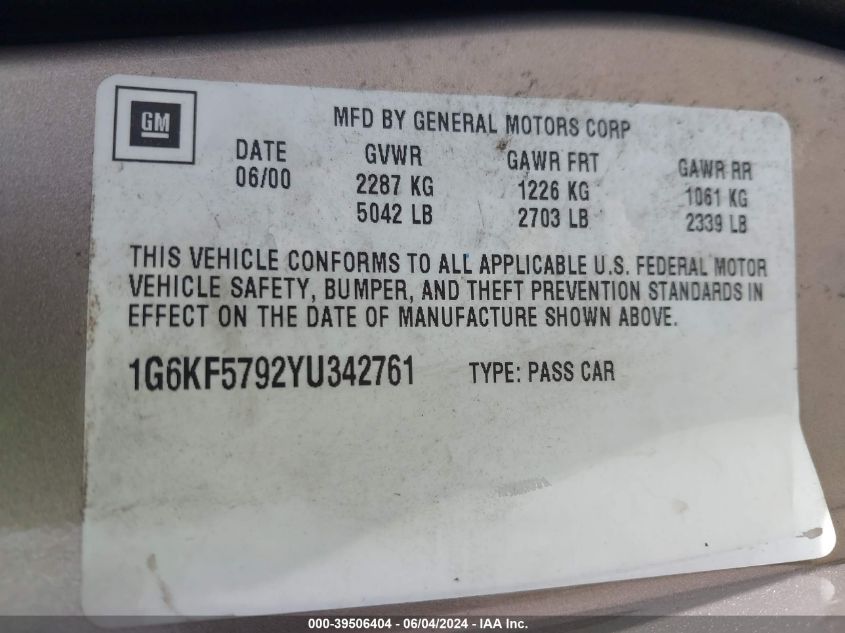 GM
MFD BY GENERAL MOTORS CORP
DATE GVWR GAWR FRT GAWR RR
06/00 2287 KG 1226 KG 1061 KG
5042 LB 2703 LB 2339 LB
THIS VEHICLE CONFORMS TO ALL APPLICABLE U.S. FEDERAL MOTOR
VEHICLE SAFETY, BUMPER, AND THEFT PREVENTION STANDARDS IN
EFFECT ON THE DATE OF MANUFACTURE SHOWN ABOVE.
1G6KF5792YU342761 TYPE: PASS CAR
000-39506404 - 06/04/2024 - IAA Inc.